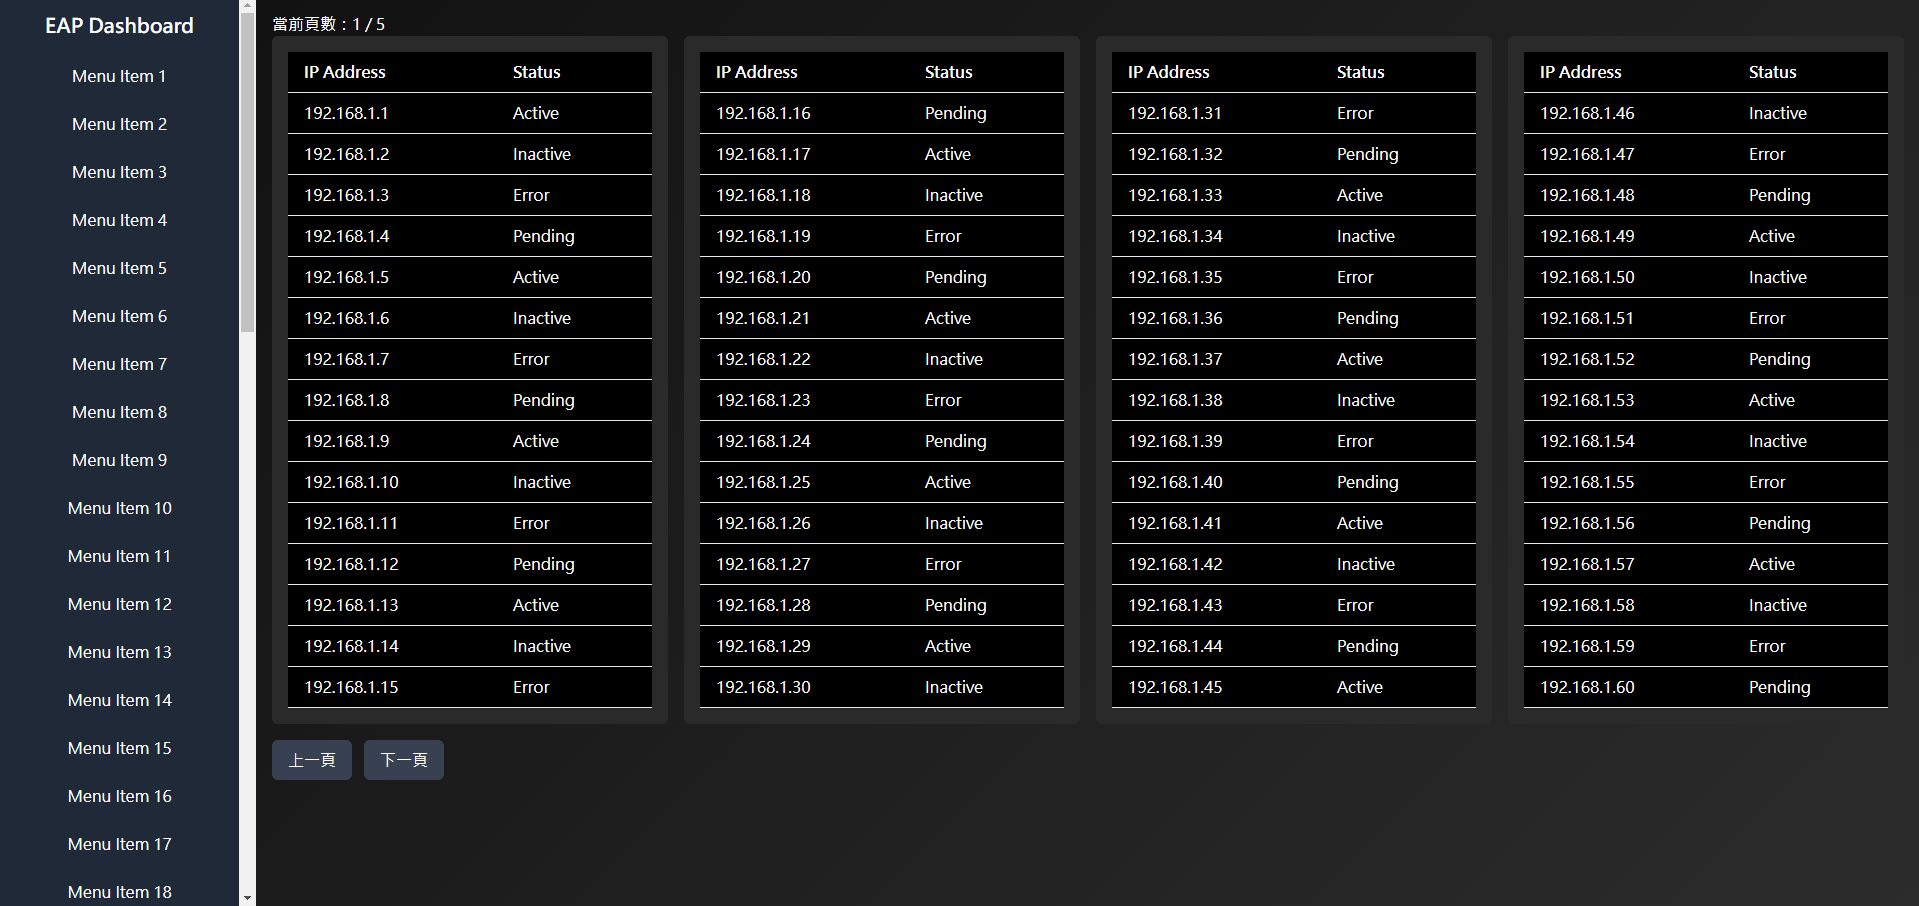 EAP Dashboard
Menu Item 1
Menu Item 2
Menu Item 3
Menu Item 4
Menu Item 5
Menu Item 6
Menu Item 7
Menu Item 8
Menu Item 9
Menu Item 10
Menu Item 11
Menu Item 12
Menu Item 13
Menu Item 14
Menu Item 15
Menu Item 16
Menu Item 17
Menu Item 18
當前頁數：1 / 5
IP Address Status
192.168.1.1 Active
192.168.1.2 Inactive
192.168.1.3 Error
192.168.1.4 Pending
192.168.1.5 Active
192.168.1.6 Inactive
192.168.1.7 Error
192.168.1.8 Pending
192.168.1.9 Active
192.168.1.10 Inactive
192.168.1.11 Error
192.168.1.12 Pending
192.168.1.13 Active
192.168.1.14 Inactive
192.168.1.15 Error
IP Address Status
192.168.1.16 Pending
192.168.1.17 Active
192.168.1.18 Inactive
192.168.1.19 Error
192.168.1.20 Pending
192.168.1.21 Active
192.168.1.22 Inactive
192.168.1.23 Error
192.168.1.24 Pending
192.168.1.25 Active
192.168.1.26 Inactive
192.168.1.27 Error
192.168.1.28 Pending
192.168.1.29 Active
192.168.1.30 Inactive
IP Address Status
192.168.1.31 Error
192.168.1.32 Pending
192.168.1.33 Active
192.168.1.34 Inactive
192.168.1.35 Error
192.168.1.36 Pending
192.168.1.37 Active
192.168.1.38 Inactive
192.168.1.39 Error
192.168.1.40 Pending
192.168.1.41 Active
192.168.1.42 Inactive
192.168.1.43 Error
192.168.1.44 Pending
192.168.1.45 Active
IP Address Status
192.168.1.46 Inactive
192.168.1.47 Error
192.168.1.48 Pending
192.168.1.49 Active
192.168.1.50 Inactive
192.168.1.51 Error
192.168.1.52 Pending
192.168.1.53 Active
192.168.1.54 Inactive
192.168.1.55 Error
192.168.1.56 Pending
192.168.1.57 Active
192.168.1.58 Inactive
192.168.1.59 Error
192.168.1.60 Pending
上一頁 下一頁